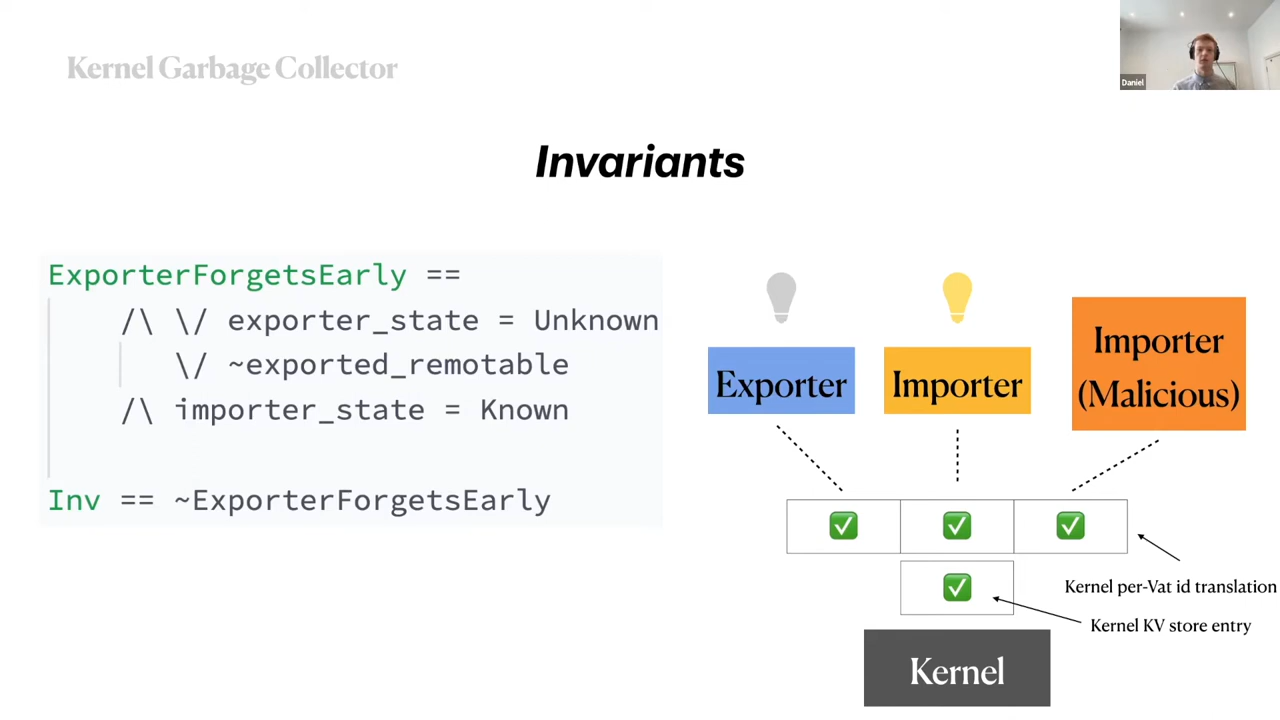 Kernel Garbage Collector
Daniel
Invariants
ExporterForgetsEarly ==
/\ \/ exporter_state = Unknown
\/ ~exported_remotable
/\ importer_state = Known
Inv == ~ExporterForgetsEarly
Exporter
Importer
Importer
(Malicious)
Kernel per-Vat id translation
Kernel KV store entry
Kernel